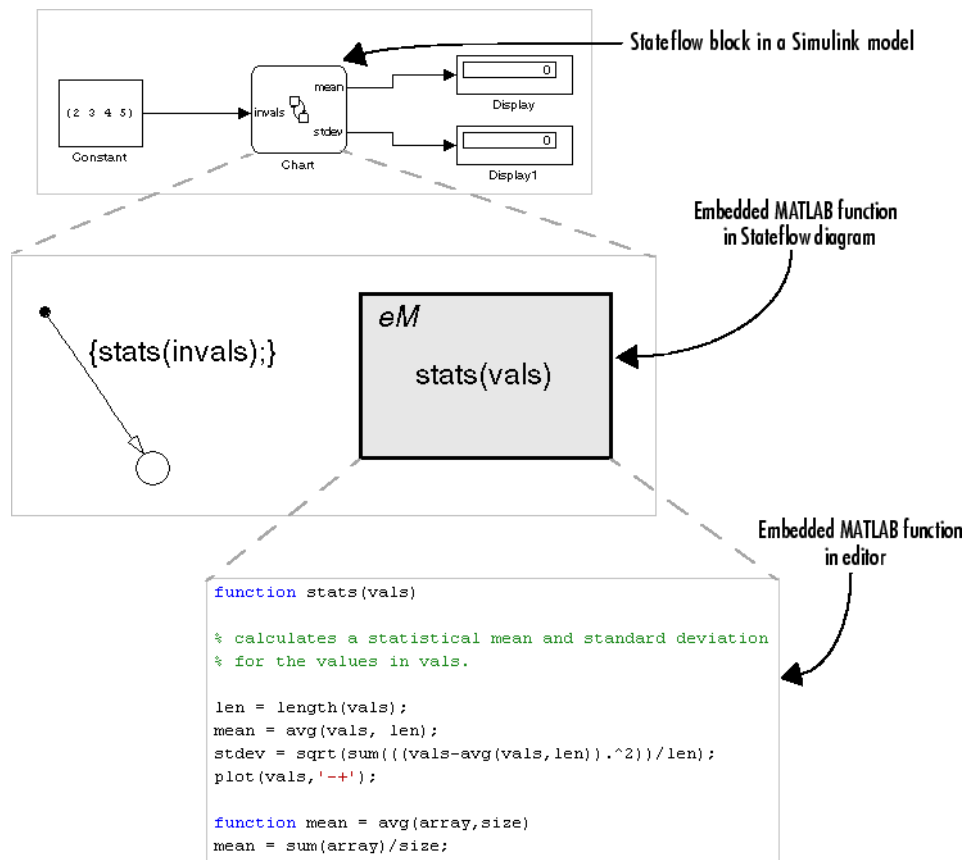 Stateflow block in a Simulink model
(2 3 4 5)
Constant
invals
mean
stdev
Chart
0
Display
0
Display1
Embedded MATLAB function
in Stateflow diagram
{stats(invals);}
eM
stats(vals)
Embedded MATLAB function
in editor
function stats(vals)
% calculates a statistical mean and standard deviation
% for the values in vals.
len = length(vals);
mean = avg(vals, len);
stdev = sqrt(sum(((vals-avg(vals,len)).^2))/len);
plot(vals,'-+');
function mean = avg(array,size)
mean = sum(array)/size;